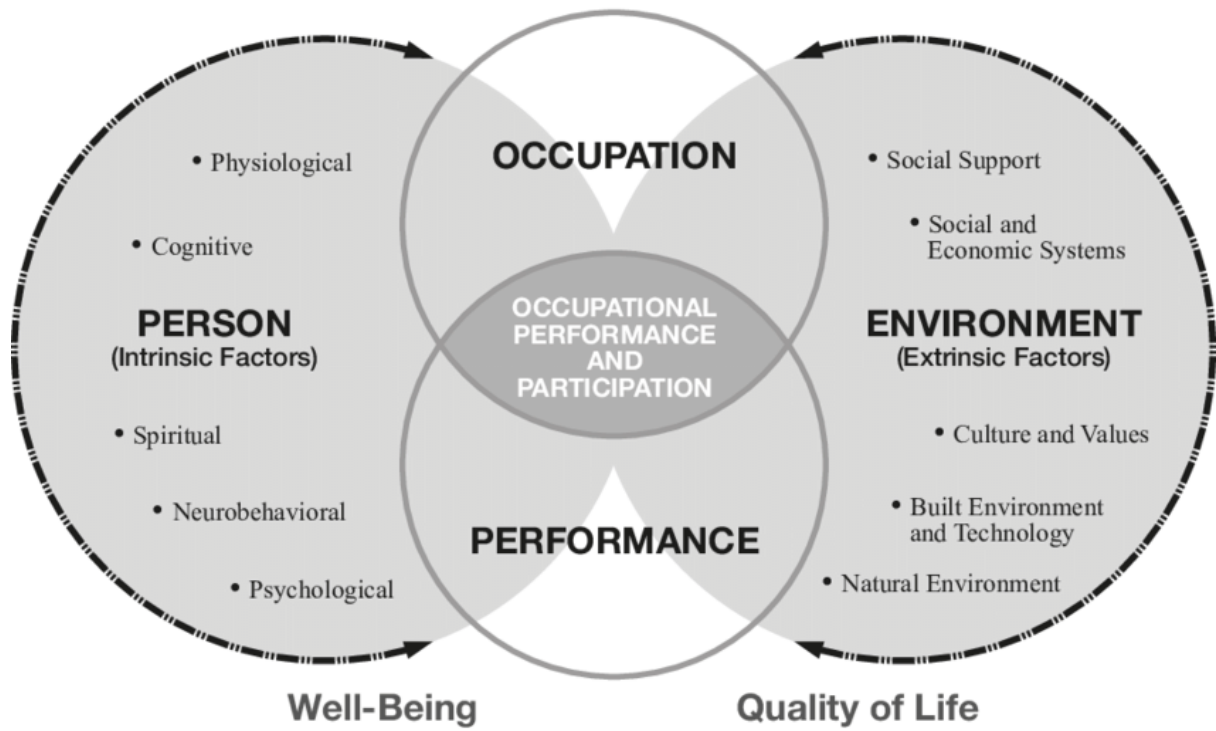 OCCUPATION
• Physiological
• Cognitive
PERSON
(Intrinsic Factors)
• Spiritual
• Neurobehavioral
• Psychological
OCCUPATIONAL
PERFORMANCE
AND
PARTICIPATION
• Social Support
• Social and
Economic Systems
ENVIRONMENT
(Extrinsic Factors)
• Culture and Values
• Built Environment
and Technology
• Natural Environment
PERFORMANCE
Well-Being
Quality of Life